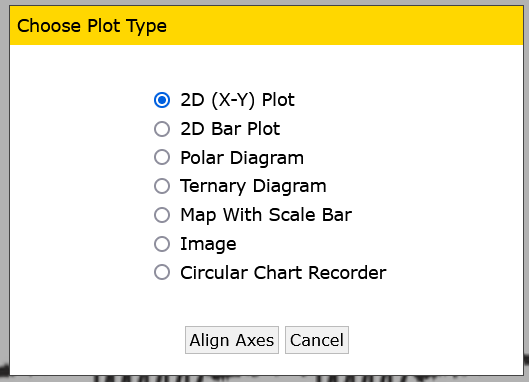 Choose Plot Type
2D (X-Y) Plot
2D Bar Plot
Polar Diagram
Ternary Diagram
Map With Scale Bar
Image
Circular Chart Recorder
Align Axes Cancel